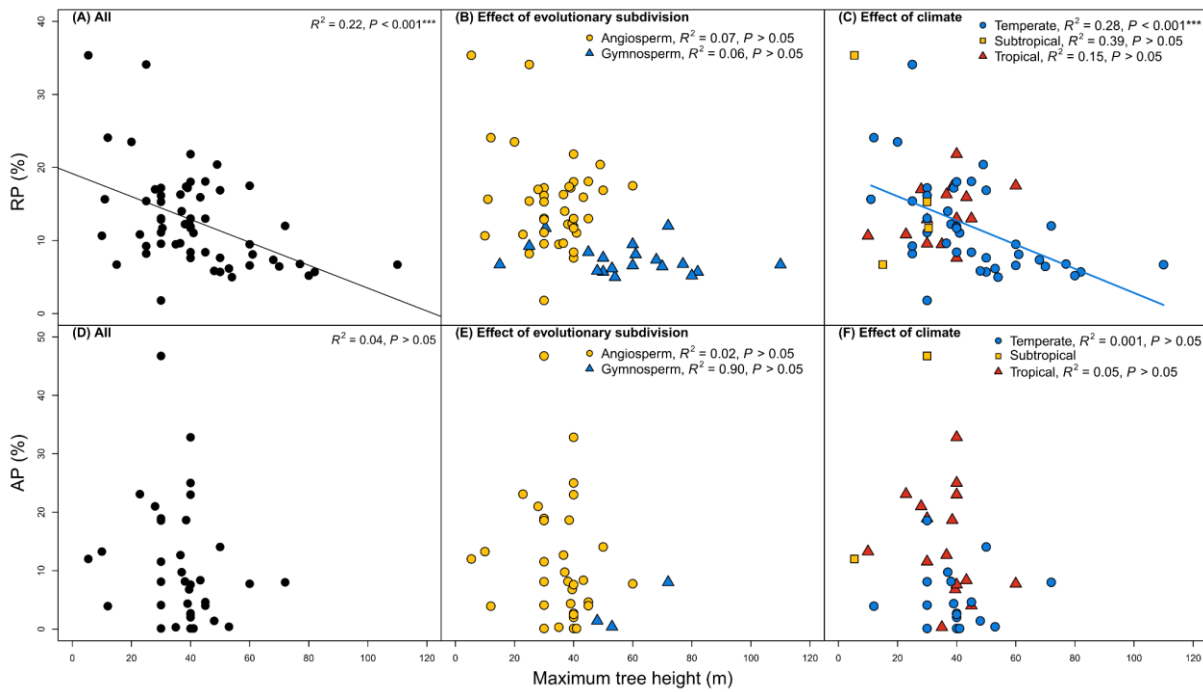 (A) All
R² = 0.22, P < 0.001***
(B) Effect of evolutionary subdivision
Angiosperm, R² = 0.07, P > 0.05
Gymnosperm, R² = 0.06, P > 0.05
(C) Effect of climate
Temperate, R² = 0.28, P < 0.001***
Subtropical, R² = 0.39, P > 0.05
Tropical, R² = 0.15, P > 0.05
RP (%)
40
30
20
10
0
(D) All
R² = 0.04, P > 0.05
(E) Effect of evolutionary subdivision
Angiosperm, R² = 0.02, P > 0.05
Gymnosperm, R² = 0.90, P > 0.05
(F) Effect of climate
Temperate, R² = 0.001, P > 0.05
Subtropical
Tropical, R² = 0.05, P > 0.05
AP (%)
50
40
30
20
10
0
0 20 40 60 80 100 120
0 20 40 60 80 100 120
0 20 40 60 80 100 120
Maximum tree height (m)